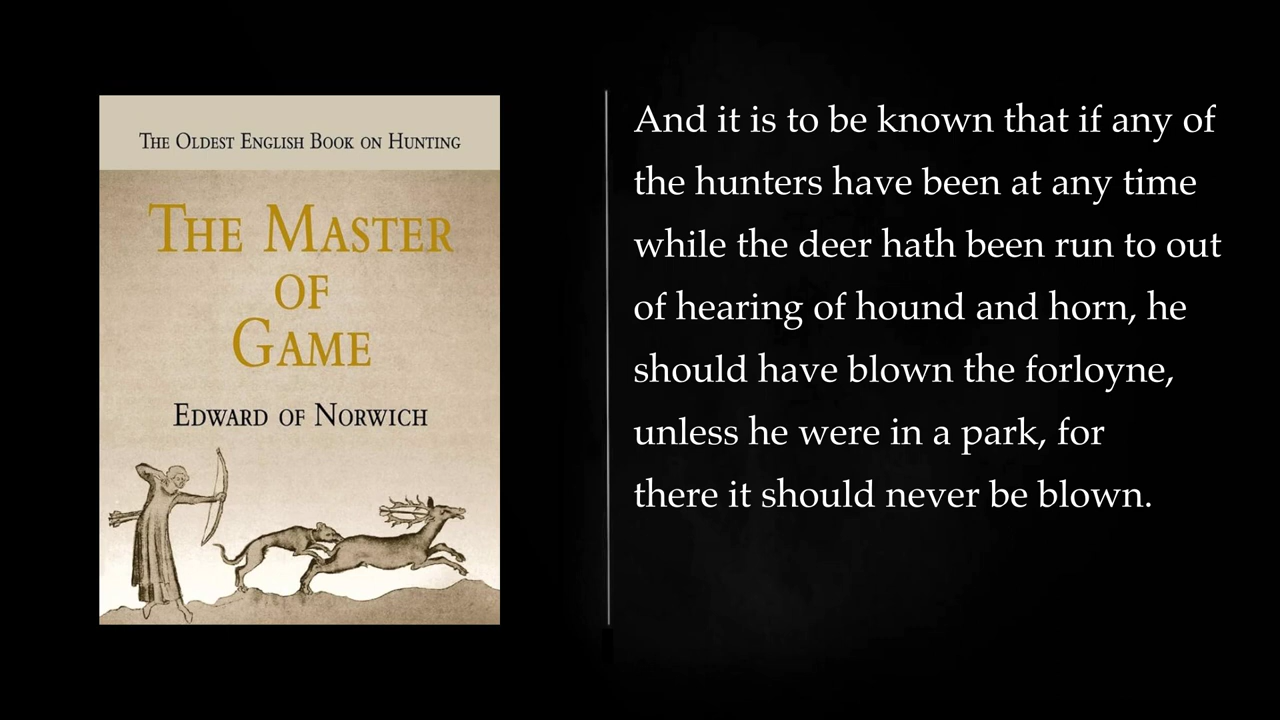 THE OLDEST ENGLISH BOOK ON HUNTING
THE MASTER
OF
GAME
EDWARD OF NORWICH
And it is to be known that if any of
the hunters have been at any time
while the deer hath been run to out
of hearing of hound and horn, he
should have blown the forloyne,
unless he were in a park, for
there it should never be blown.